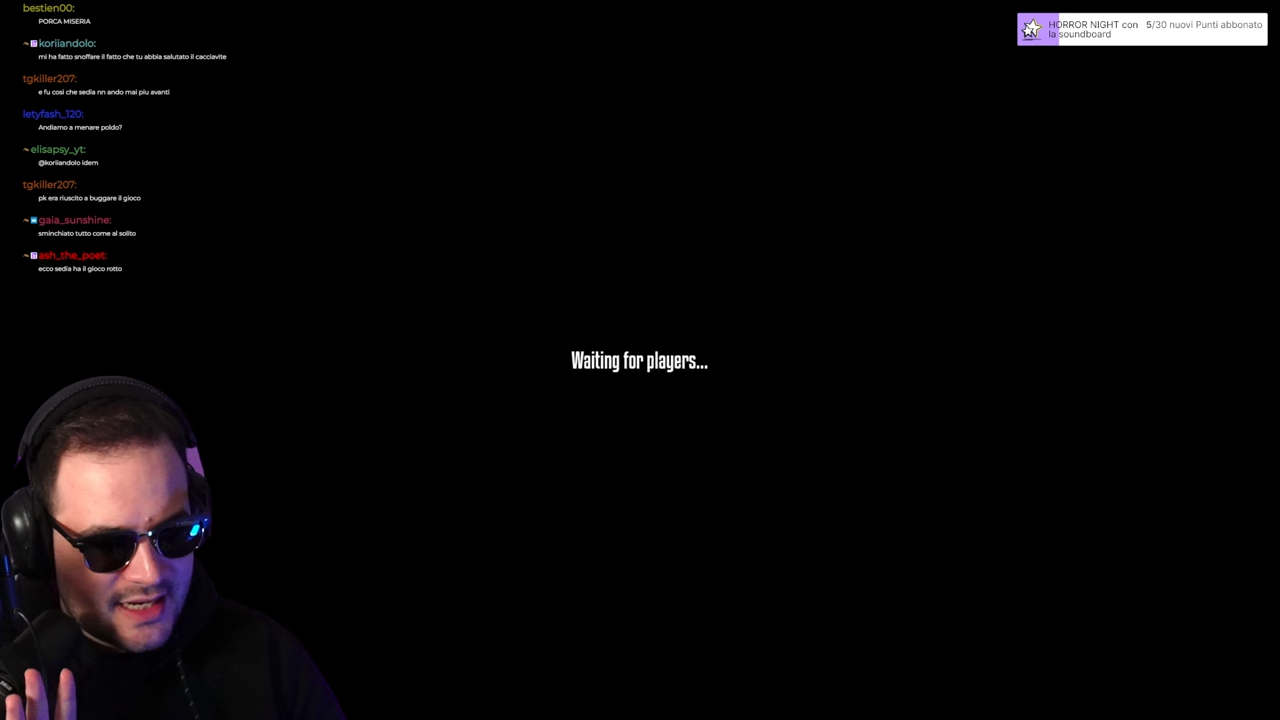 bestien00:
PORCA MISERIA
koriiandolo:
mi ha fatto snoffare il fatto che tu abbia salutato il cacciavite
tgkiller207:
e fu cosi che sedia nn ando mai piu avanti
letyfash_120:
Andiamo a menare poldo?
elisapsy_yt:
@koriiandolo idem
tgkiller207:
pk era riuscito a buggare il gioco
gaia_sunshine:
sminchiato tutto come al solito
ash_the_poet:
ecco sedia ha il gioco rotto
HORROR NIGHT con 5/30 nuovi Punti abbonato
la soundboard
Waiting for players...